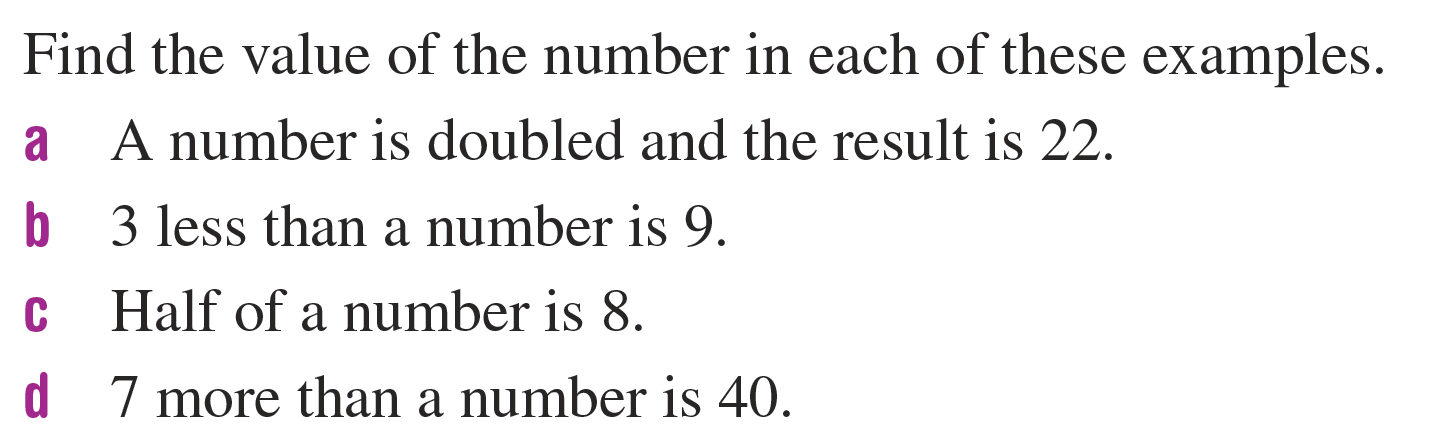 Find the value of the number in each of these examples.
a A number is doubled and the result is 22.
b 3 less than a number is 9.
c Half of a number is 8.
d 7 more than a number is 40.